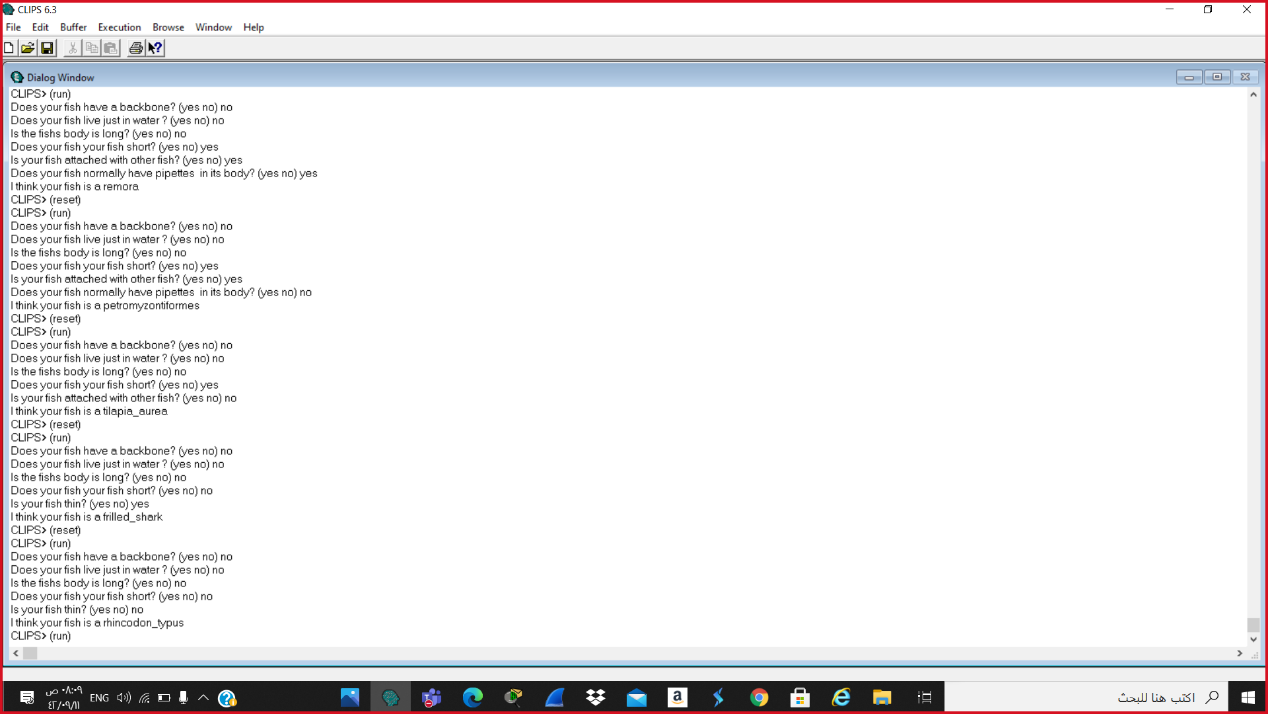 CLIPS 6.3
File Edit Buffer Execution Browse Window Help
Dialog Window
CLIPS> (run)
Does your fish have a backbone? (yes no) no
Does your fish live just in water ? (yes no) no
Is the fishs body is long? (yes no) no
Does your fish your fish short? (yes no) yes
Is your fish attached with other fish? (yes no) yes
Does your fish normally have pipettes  in its body? (yes no) yes
I think your fish is a remora
CLIPS> (reset)
CLIPS> (run)
Does your fish have a backbone? (yes no) no
Does your fish live just in water ? (yes no) no
Is the fishs body is long? (yes no) no
Does your fish your fish short? (yes no) yes
Is your fish attached with other fish? (yes no) yes
Does your fish normally have pipettes  in its body? (yes no) no
I think your fish is a petromyzontiformes
CLIPS> (reset)
CLIPS> (run)
Does your fish have a backbone? (yes no) no
Does your fish live just in water ? (yes no) no
Is the fishs body is long? (yes no) no
Does your fish your fish short? (yes no) yes
Is your fish attached with other fish? (yes no) no
I think your fish is a tilapia_aurea
CLIPS> (reset)
CLIPS> (run)
Does your fish have a backbone? (yes no) no
Does your fish live just in water ? (yes no) no
Is the fishs body is long? (yes no) no
Does your fish your fish short? (yes no) no
Is your fish thin? (yes no) yes
I think your fish is a frilled_shark
CLIPS> (reset)
CLIPS> (run)
Does your fish have a backbone? (yes no) no
Does your fish live just in water ? (yes no) no
Is the fishs body is long? (yes no) no
Does your fish your fish short? (yes no) no
Is your fish thin? (yes no) no
I think your fish is a rhincodon_typus
CLIPS> (run)
٠٨:٠٩ ص
٤٢/٠٩/١١
ENG
a
اكتب هنا للبحث